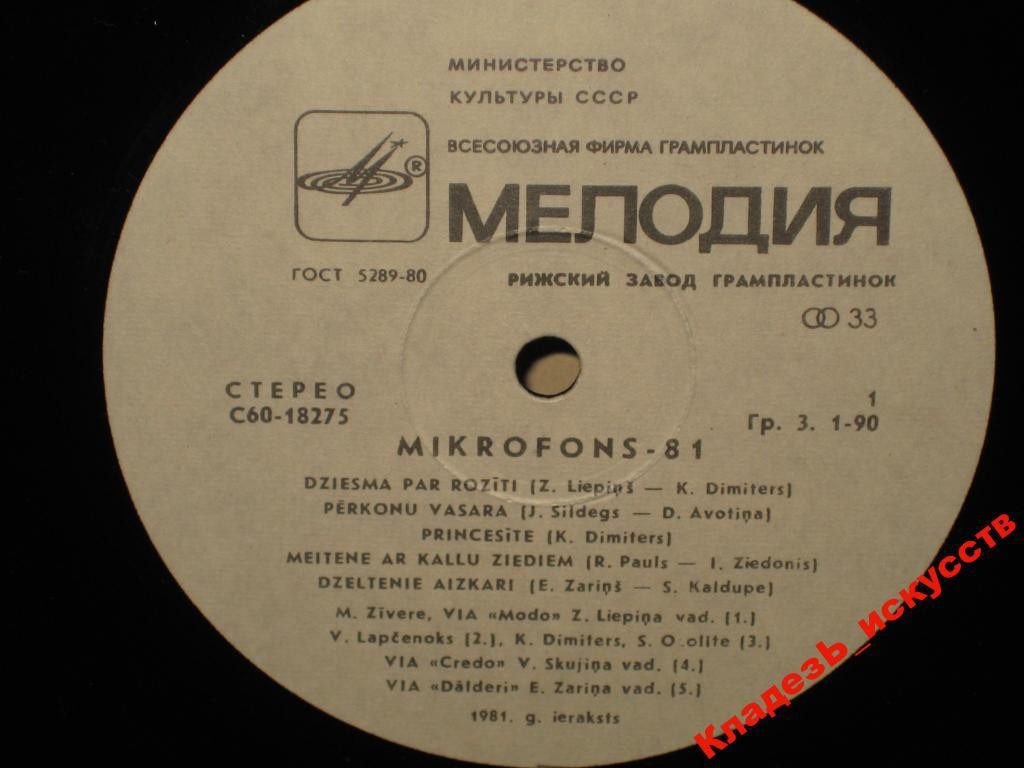 МИНИСТЕРСТВО
КУЛЬТУРЫ СССР
ВСЕСОЮЗНАЯ ФИРМА ГРАМПЛАСТИНОК
®
МЕЛОДИЯ
ГОСТ 5289-80
РИЖСКИЙ ЗАВОД ГРАМПЛАСТИНОК
33
СТЕРЕО
С60-18275
1
Гр. 3. 1-90
MIKROFONS-81
DZIESMA PAR ROZĪTI (Z. Liepiņš — K. Dimiters)
PĒRKONU VASARA (J. Sildegs — D. Avotiņa)
PRINCESĪTE (K. Dimiters)
MEITENE AR KALLU ZIEDIEM (R. Pauls — I. Ziedonis)
DZELTENIE AIZKARI (E. Zariņš — S. Kaldupe)
M. Zīvere, VIA «Modo» Z. Liepiņa vad. (1.)
V. Lapčenoks (2.), K. Dimiters, S. (3.)
VIA «Credo» V. Skujiņa vad. (4.)
VIA «Dālderi» E. Zariņa vad. (5.)
1981. g. ieraksts
Кладезь_искусств